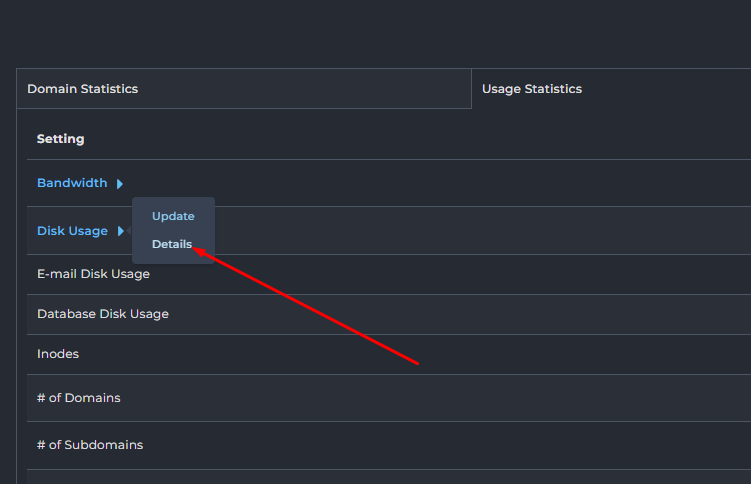 Domain Statistics
Usage Statistics
Setting
Bandwidth
Update
Disk Usage
Details
E-mail Disk Usage
Database Disk Usage
Inodes
# of Domains
# of Subdomains